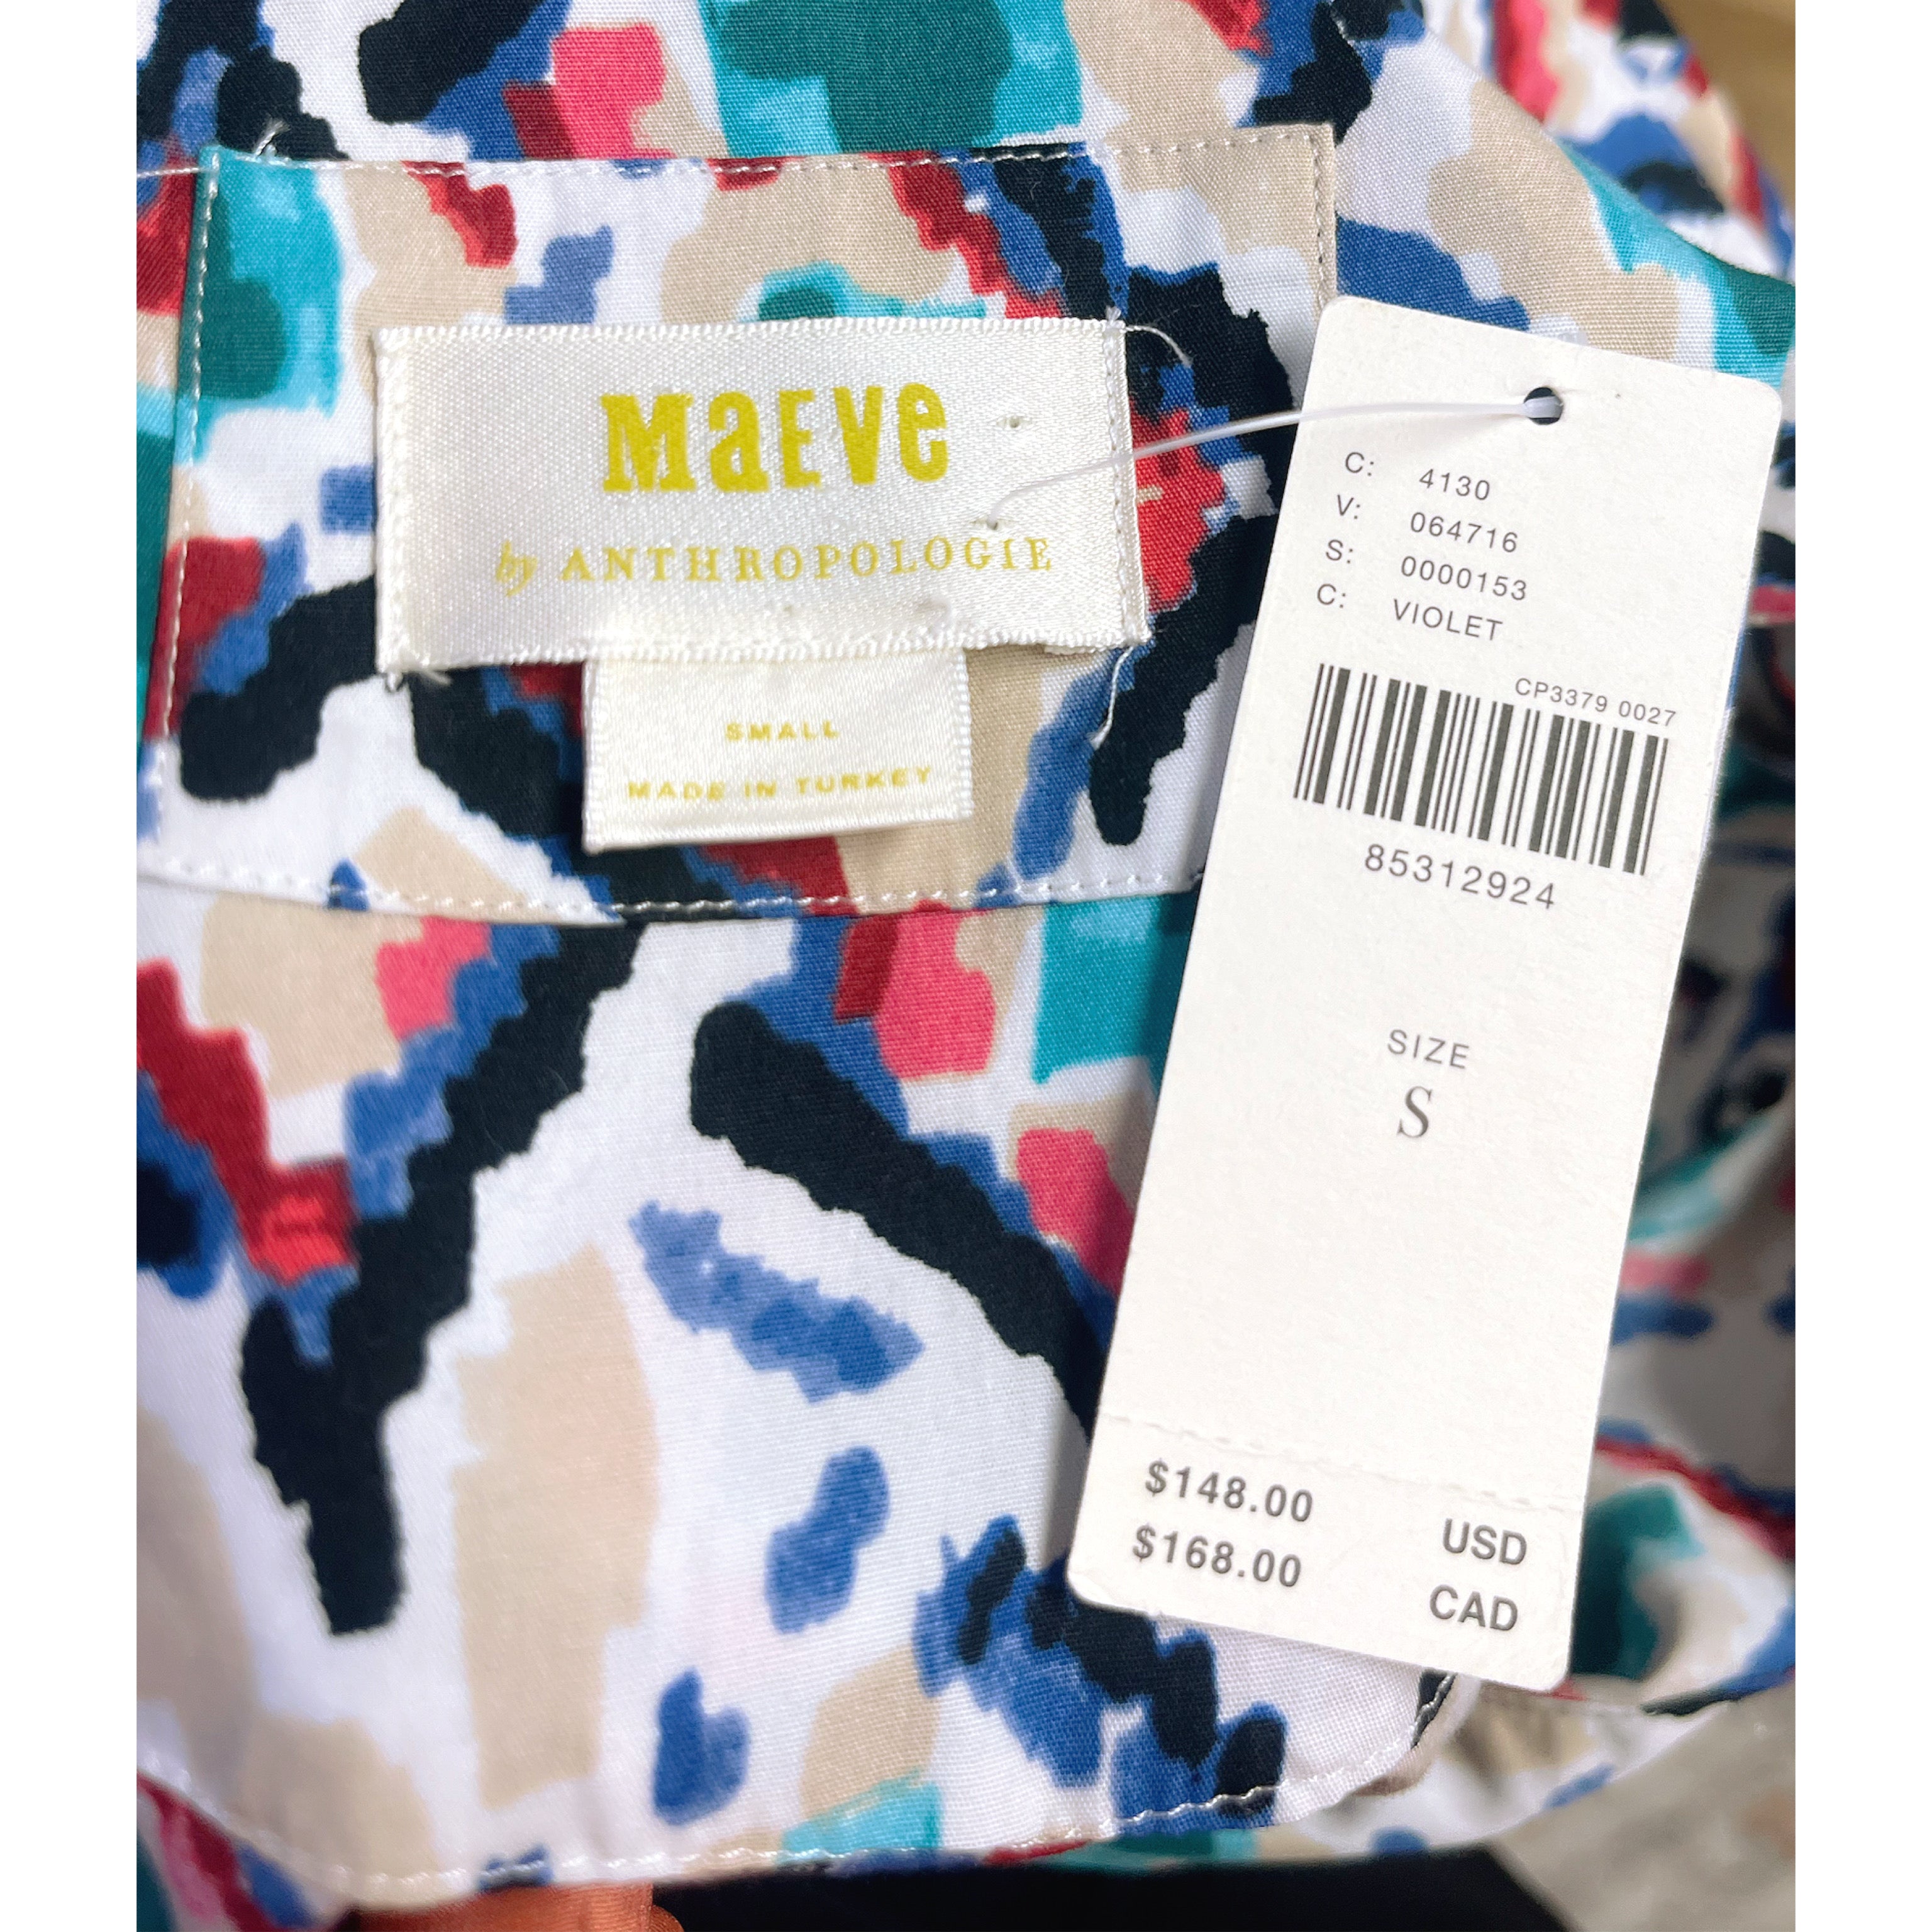 MaEVe
by ANTHROPOLOGIE
SMALL
MADE IN TURKEY
C: 4130
V: 064716
S: 0000153
C: VIOLET
CP3379 0027
85312924
SIZE
S
$148.00 USD
$168.00 CAD